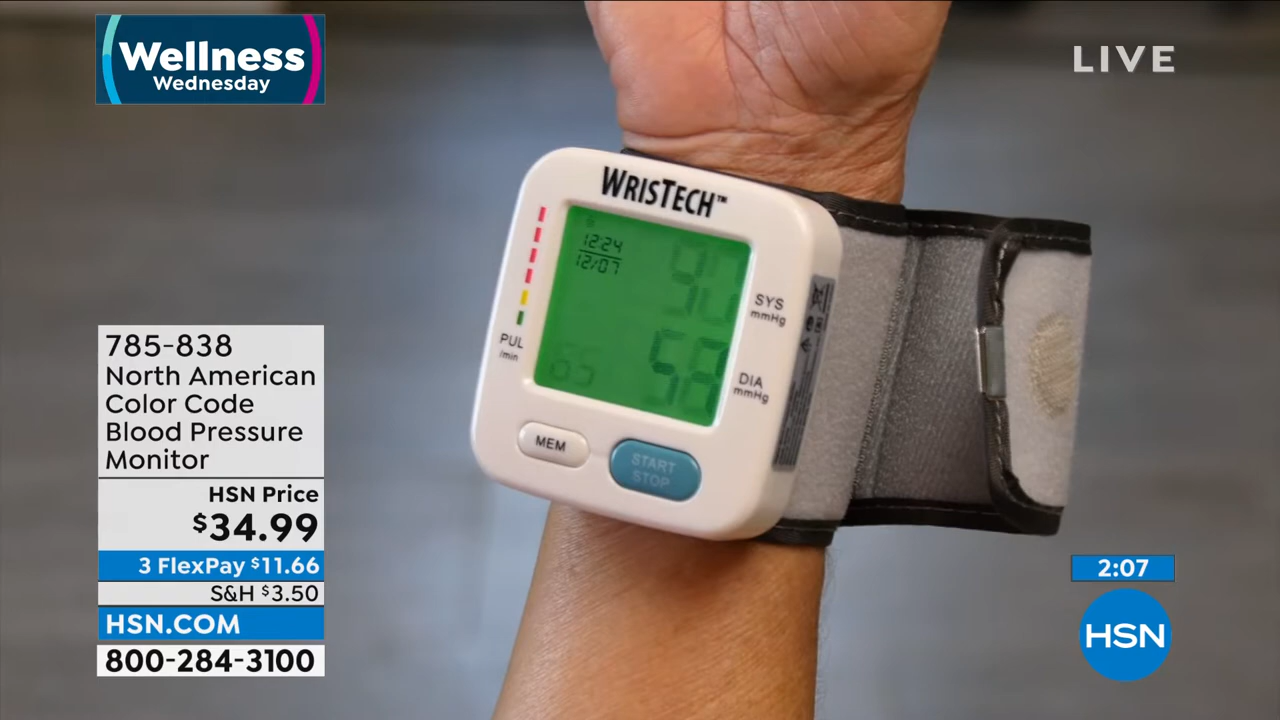 Wellness
Wednesday
LIVE
WRISTECH™
12:24
12/07
SYS
mmHg
58
DIA
mmHg
PUL
/min
MEM
START
STOP
785-838
North American
Color Code
Blood Pressure
Monitor
HSN Price
$34.99
3 FlexPay $11.66
S&H $3.50
HSN.COM
800-284-3100
2:07
HSN